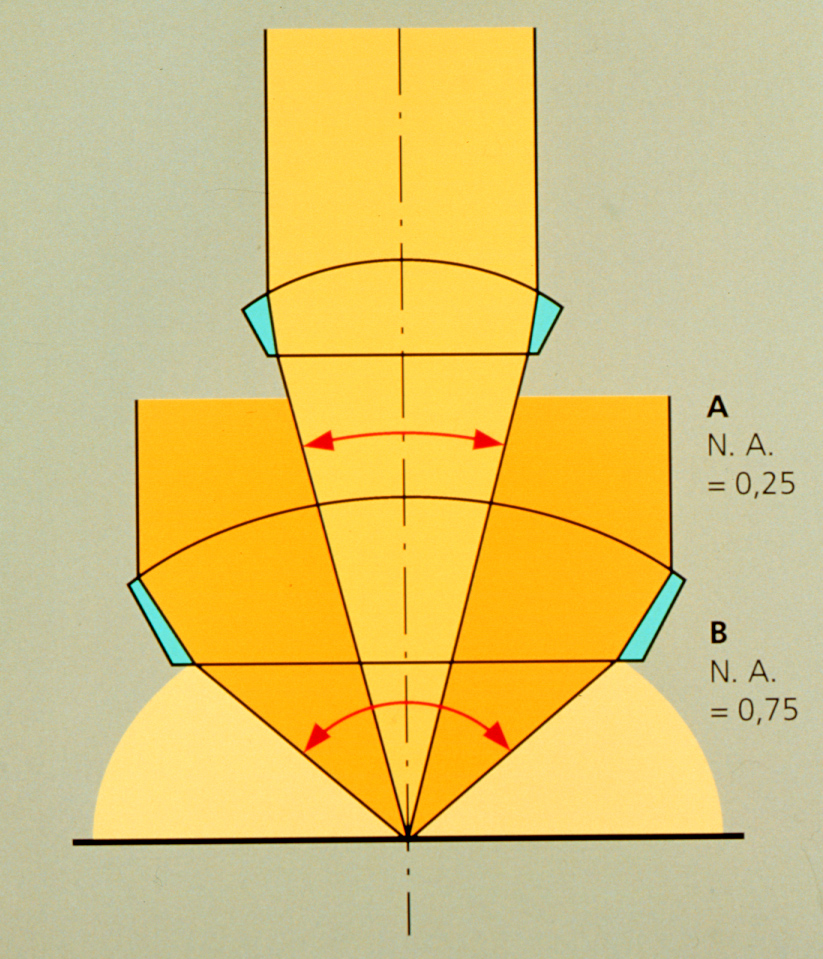 A
N. A.
= 0,25
B
N. A.
= 0,75